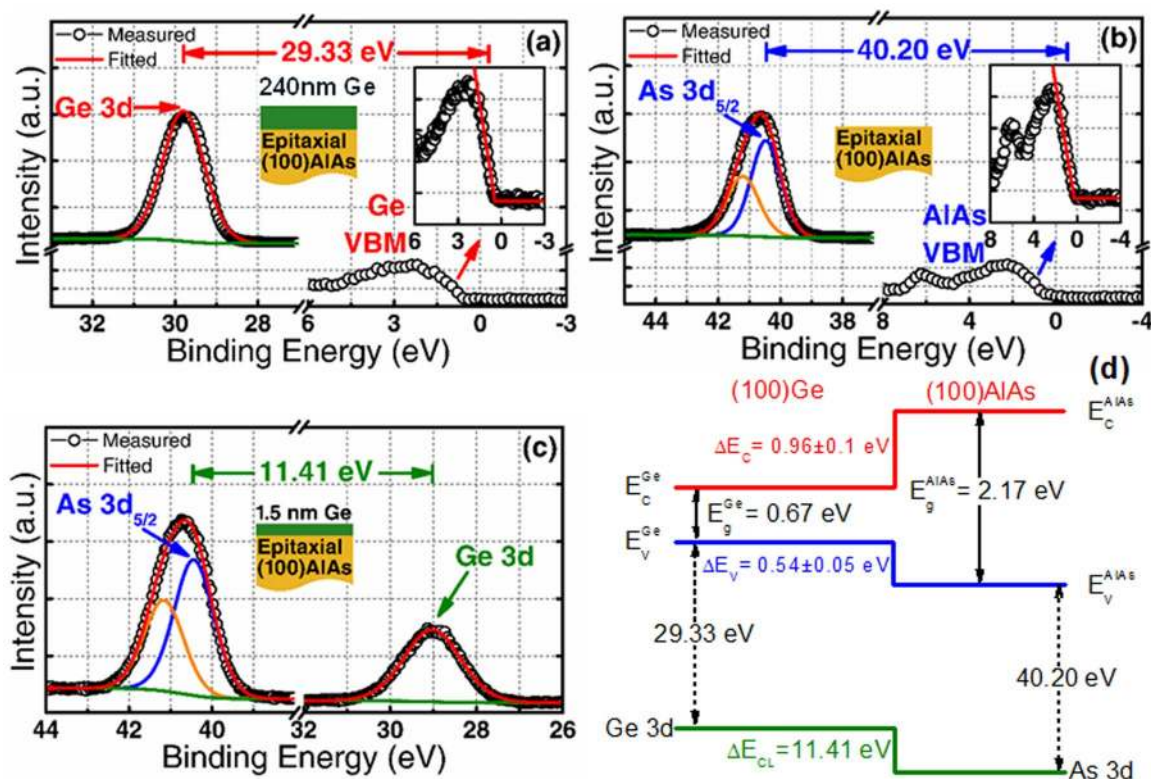 Measured
Fitted
(a)
29.33 eV
Ge 3d
240nm Ge
Epitaxial
(100)AlAs
Ge
VBM
6 3 0 -3
Intensity (a.u.)
32 30 28 6 3 0 -3
Binding Energy (eV)
Measured
Fitted
(b)
40.20 eV
As 3d5/2
Epitaxial
(100)AlAs
AlAs
VBM
8 4 0 -4
Intensity (a.u.)
44 42 40 38 8 4 0 -4
Binding Energy (eV)
Measured
Fitted
(c)
11.41 eV
As 3d5/2
1.5 nm Ge
Epitaxial
(100)AlAs
Ge 3d
Intensity (a.u.)
44 42 40 32 30 28 26
Binding Energy (eV)
(d)
(100)Ge
(100)AlAs
E_C^AlAs
ΔE_C = 0.96±0.1 eV
E_C^Ge
E_g^AlAs = 2.17 eV
E_g^Ge = 0.67 eV
E_V^Ge
ΔE_V = 0.54±0.05 eV
E_V^AlAs
29.33 eV
40.20 eV
Ge 3d
ΔE_CL = 11.41 eV
As 3d